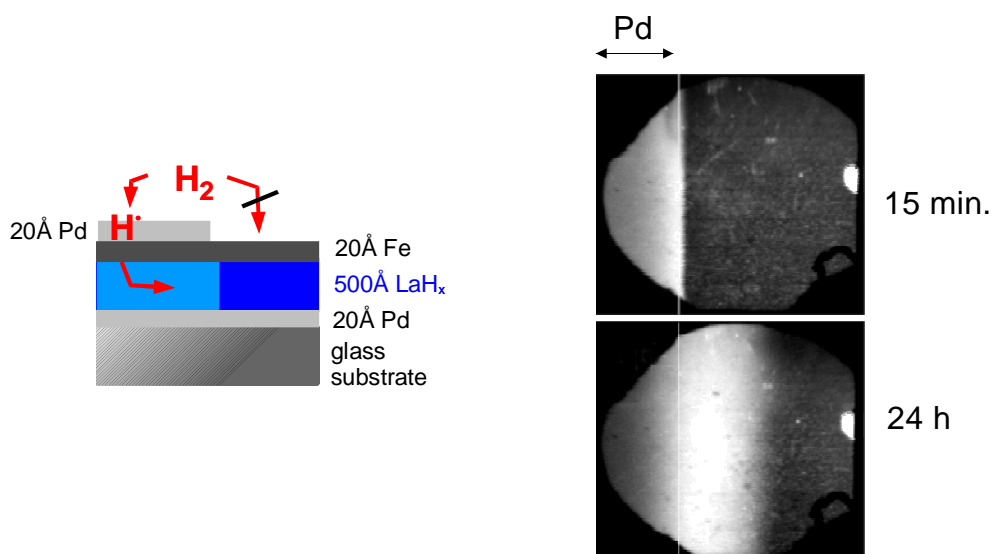 Pd
15 min.
H₂
20Å Pd
H·
20Å Fe
500Å LaHₓ
20Å Pd
glass
substrate
24 h